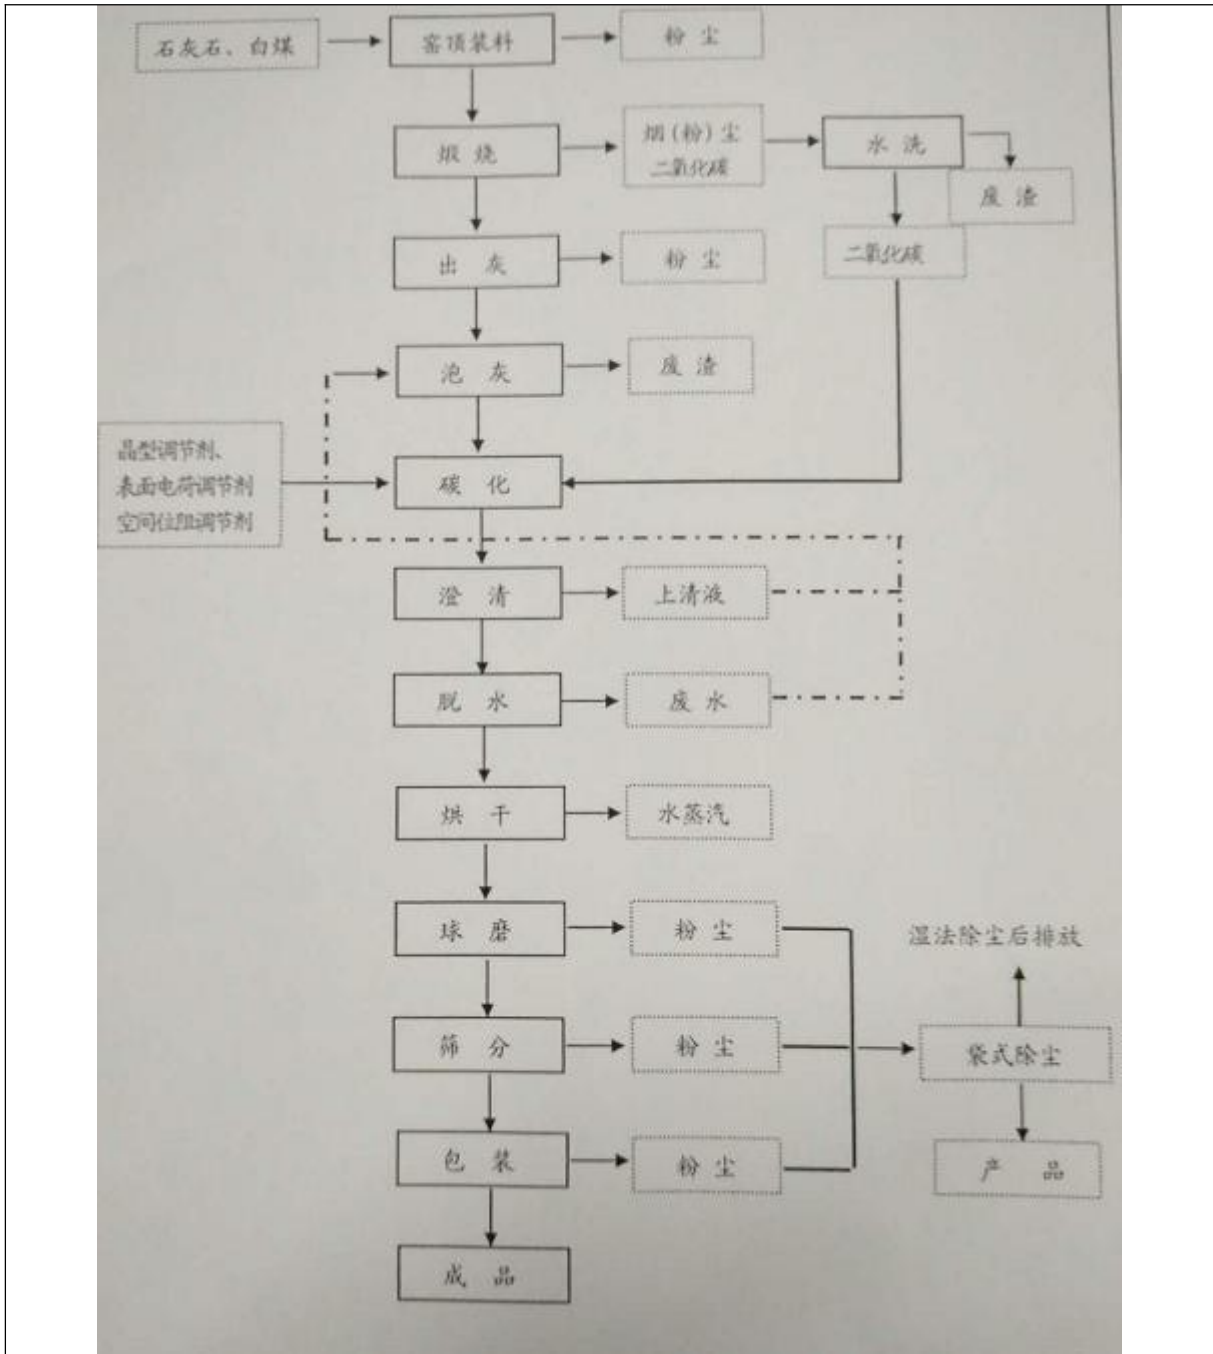 石灰石、白煤
窑顶装料
粉尘
煅烧
烟(粉)尘
二氧化碳
水洗
废渣
出灰
粉尘
二氧化碳
泡灰
废渣
晶型调节剂、
表面电荷调节剂
空间位阻调节剂
碳化
澄清
上清液
脱水
废水
烘干
水蒸汽
球磨
粉尘
湿法除尘后排放
筛分
粉尘
袋式除尘
包装
粉尘
产品
成品